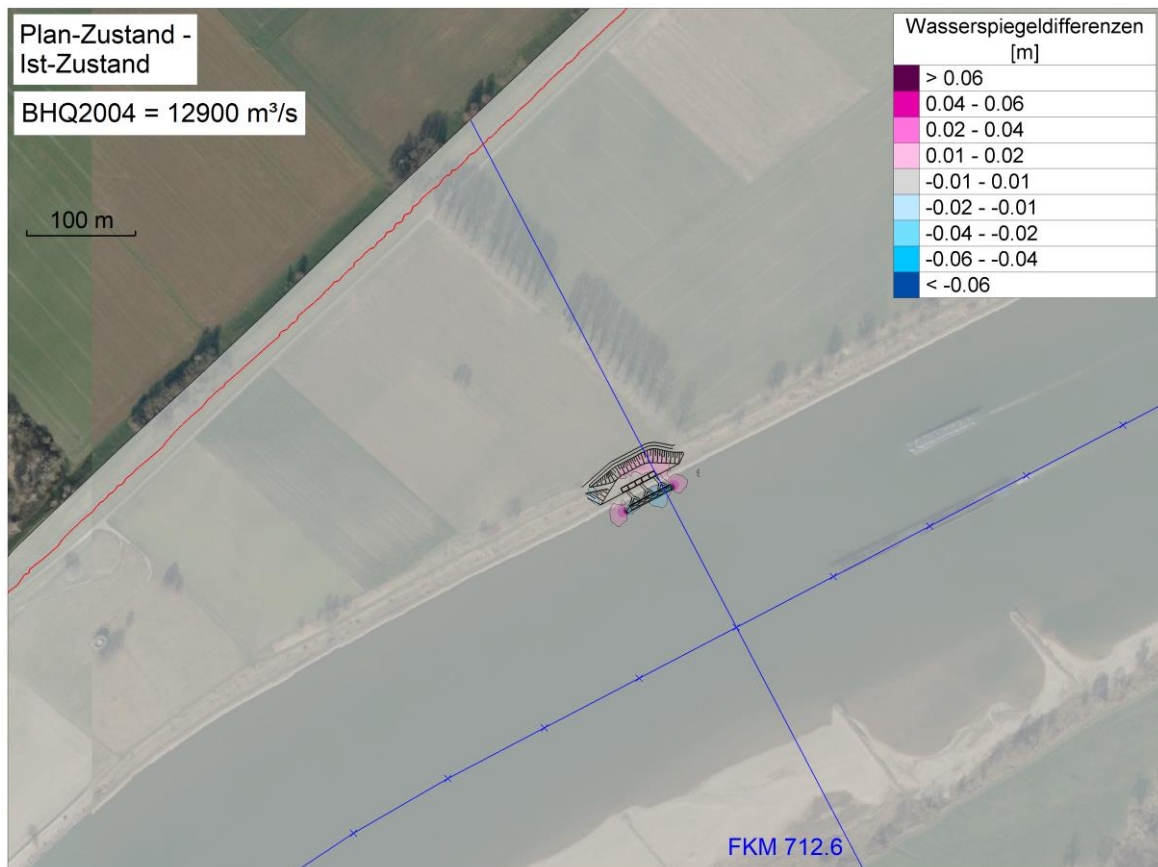 Plan-Zustand -
Ist-Zustand
BHQ2004 = 12900 m³/s
100 m
Wasserspiegeldifferenzen
[m]
> 0.06
0.04 - 0.06
0.02 - 0.04
0.01 - 0.02
-0.01 - 0.01
-0.02 - -0.01
-0.04 - -0.02
-0.06 - -0.04
< -0.06
FKM 712.6